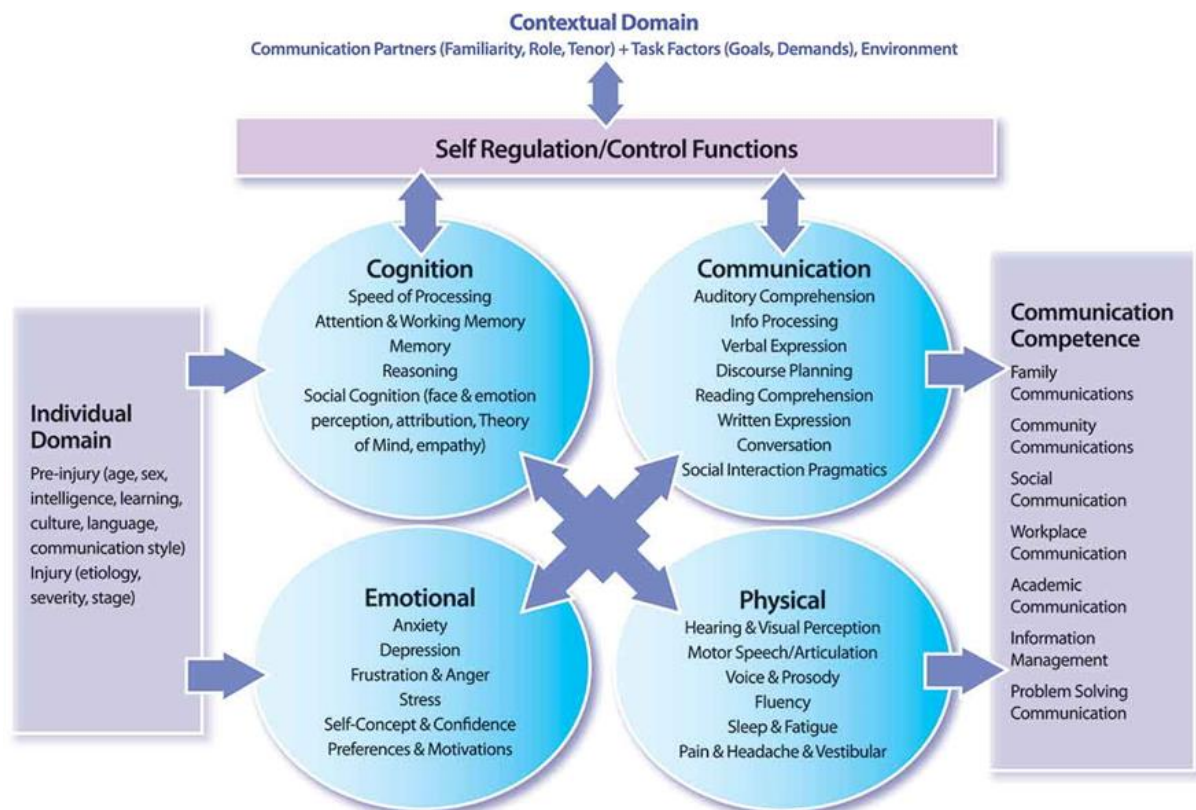 Contextual Domain
Communication Partners (Familiarity, Role, Tenor) + Task Factors (Goals, Demands), Environment
Self Regulation/Control Functions
Individual
Domain
Pre-injury (age, sex,
intelligence, learning,
culture, language,
communication style)
Injury (etiology,
severity, stage)
Cognition
Speed of Processing
Attention & Working Memory
Memory
Reasoning
Social Cognition (face & emotion
perception, attribution, Theory
of Mind, empathy)
Communication
Auditory Comprehension
Info Processing
Verbal Expression
Discourse Planning
Reading Comprehension
Written Expression
Conversation
Social Interaction Pragmatics
Emotional
Anxiety
Depression
Frustration & Anger
Stress
Self-Concept & Confidence
Preferences & Motivations
Physical
Hearing & Visual Perception
Motor Speech/Articulation
Voice & Prosody
Fluency
Sleep & Fatigue
Pain & Headache & Vestibular
Communication
Competence
Family
Communications
Community
Communications
Social
Communication
Workplace
Communication
Academic
Communication
Information
Management
Problem Solving
Communication